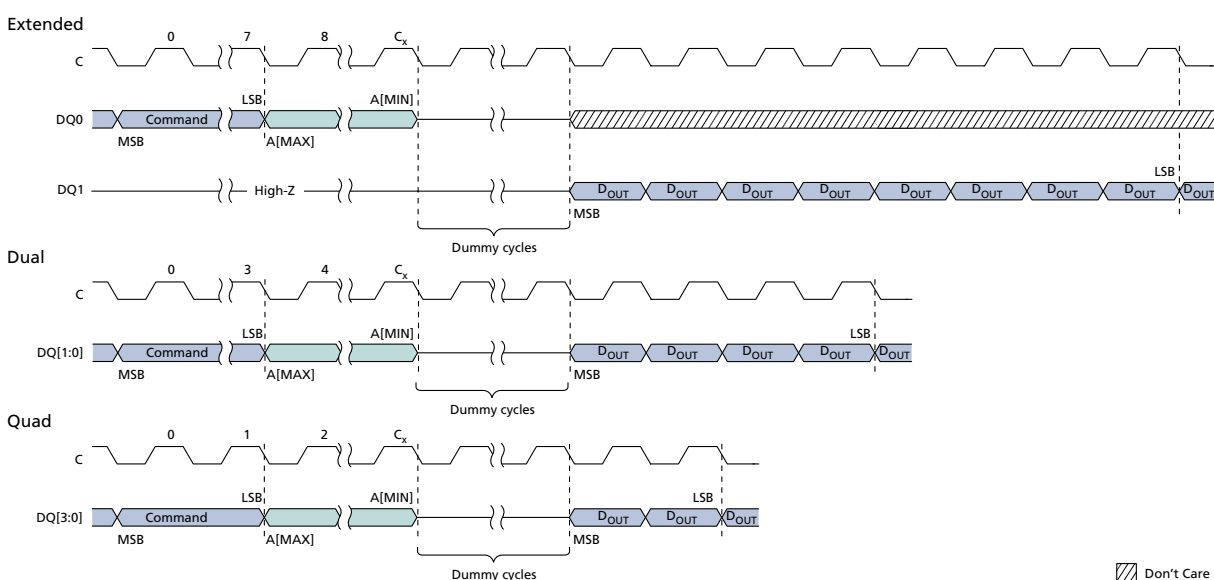 Extended
0 7 8 Cx
C
LSB A[MIN]
DQ0 Command
MSB A[MAX]
LSB
DQ1 High-Z DOUT DOUT DOUT DOUT DOUT DOUT DOUT DOUT DOUT
MSB
Dummy cycles
Dual
0 3 4 Cx
C
LSB A[MIN] LSB
DQ[1:0] Command DOUT DOUT DOUT DOUT DOUT
MSB A[MAX] MSB
Dummy cycles
Quad
0 1 2 Cx
C
LSB A[MIN] LSB
DQ[3:0] Command DOUT DOUT DOUT
MSB A[MAX] MSB
Dummy cycles
Don't Care